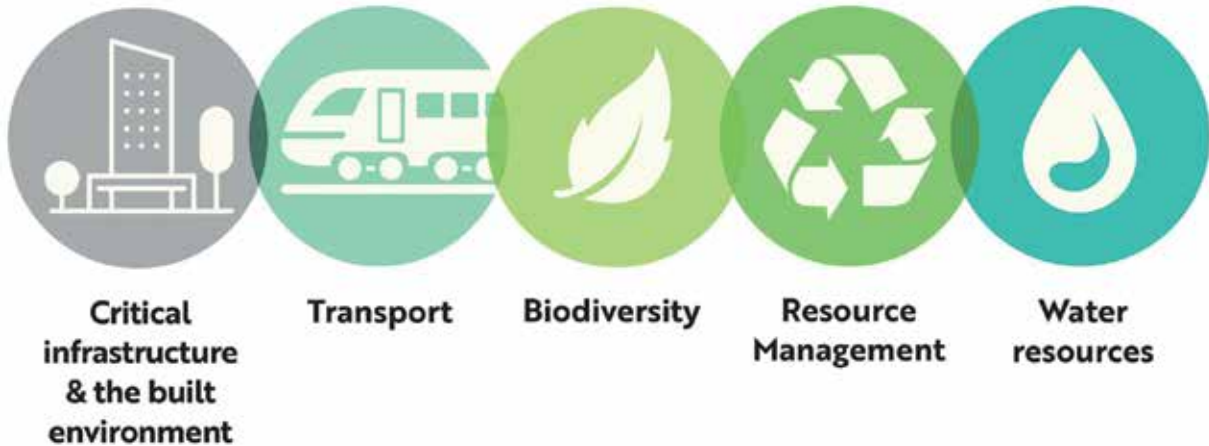 Critical
infrastructure
& the built
environment
Transport
Biodiversity
Resource
Management
Water
resources